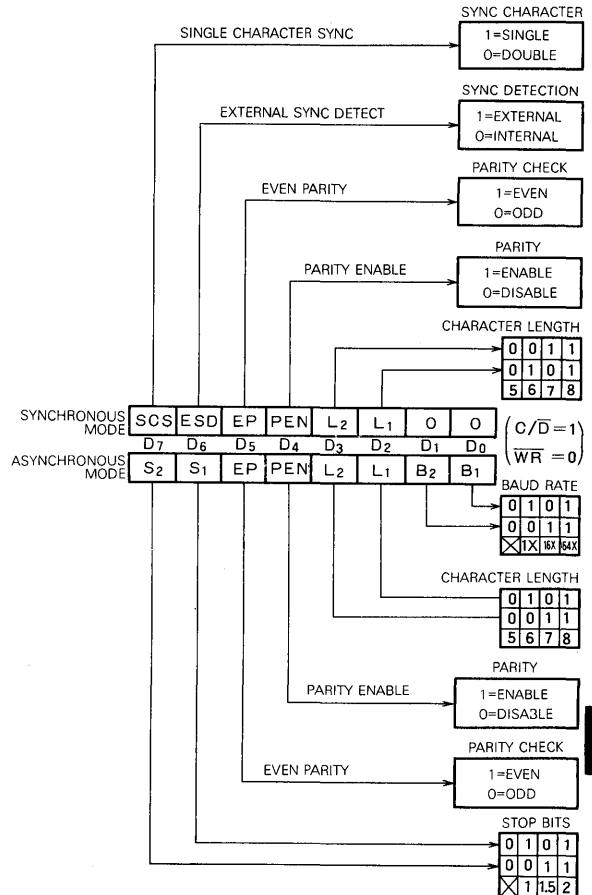 SYNC CHARACTER
SINGLE CHARACTER SYNC
1=SINGLE
0=DOUBLE
SYNC DETECTION
EXTERNAL SYNC DETECT
1=EXTERNAL
0=INTERNAL
PARITY CHECK
EVEN PARITY
1=EVEN
0=ODD
PARITY
PARITY ENABLE
1=ENABLE
0=DISABLE
CHARACTER LENGTH
0 0 1 1
0 1 0 1
5 6 7 8
SYNCHRONOUS MODE SCS ESD EP PEN L2 L1 0 0 (C/D̅=1)
D7 D6 D5 D4 D3 D2 D1 D0
ASYNCHRONOUS MODE S2 S1 EP PEN L2 L1 B2 B1 (W̅R̅ =0)
BAUD RATE
0 1 0 1
0 0 1 1
1X 16X 64X
CHARACTER LENGTH
0 1 0 1
0 0 1 1
5 6 7 8
PARITY
PARITY ENABLE
1=ENABLE
0=DISABLE
PARITY CHECK
EVEN PARITY
1=EVEN
0=ODD
STOP BITS
0 1 0 1
0 0 1 1
1 1.5 2